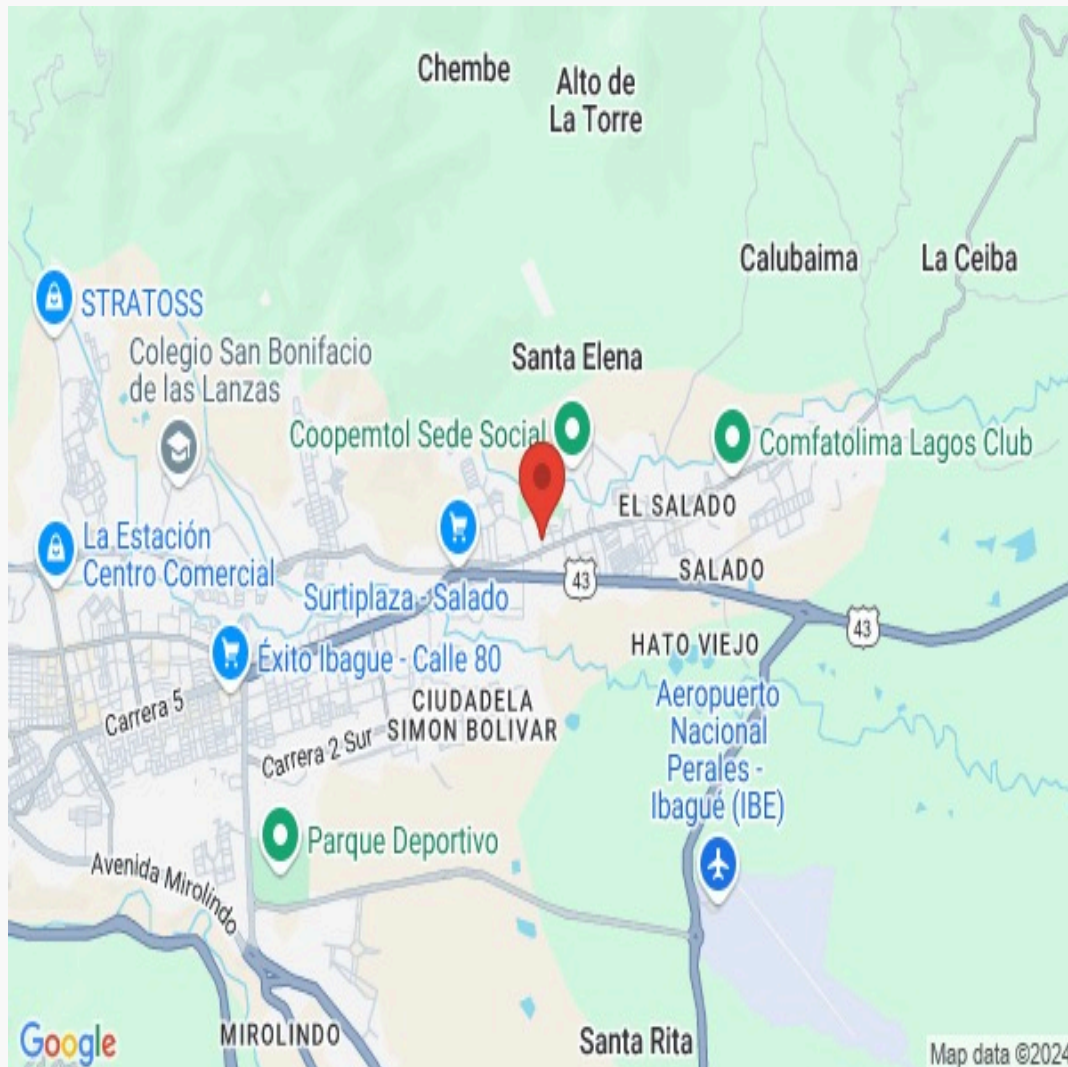 Chembe
Alto de
La Torre
Calubaima
La Ceiba
STRATOSS
Colegio San Bonifacio
de las Lanzas
Santa Elena
Coopemtol Sede Social
Comfatolima Lagos Club
EL SALADO
La Estación
Centro Comercial
SALADO
43
Surtiplaza - Salado
43
HATO VIEJO
Éxito Ibague - Calle 80
Carrera 5
CIUDADELA
SIMON BOLIVAR
Carrera 2 Sur
Aeropuerto
Nacional
Perales -
Ibagué (IBE)
Parque Deportivo
Avenida Mirolindo
MIROLINDO
Santa Rita
Google
Map data ©2024